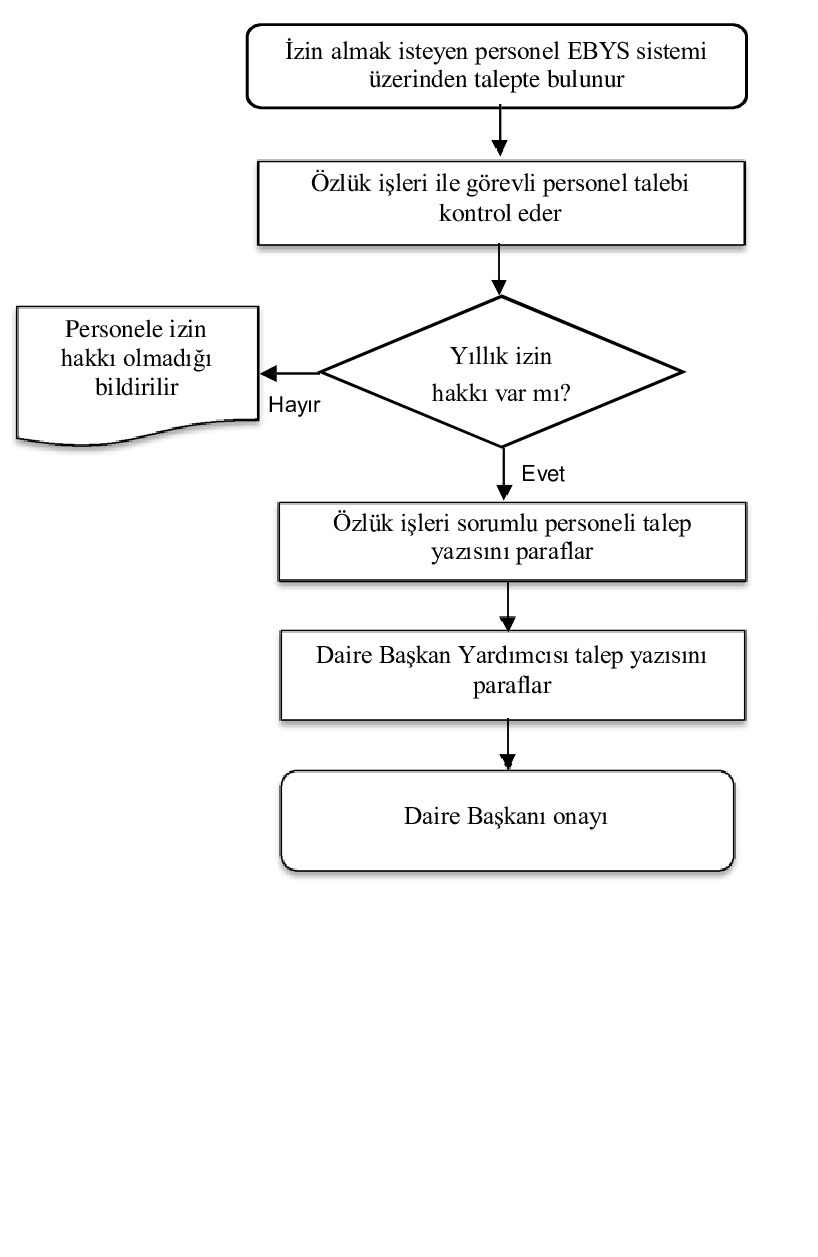 İzin almak isteyen personel EBYS sistemi
üzerinden talepte bulunur
Özlük işleri ile görevli personel talebi
kontrol eder
Personele izin
hakkı olmadığı
bildirilir
Hayır
Yıllık izin
hakkı var mı?
Evet
Özlük işleri sorumlu personeli talep
yazısını paraflar
Daire Başkan Yardımcısı talep yazısını
paraflar
Daire Başkanı onayı